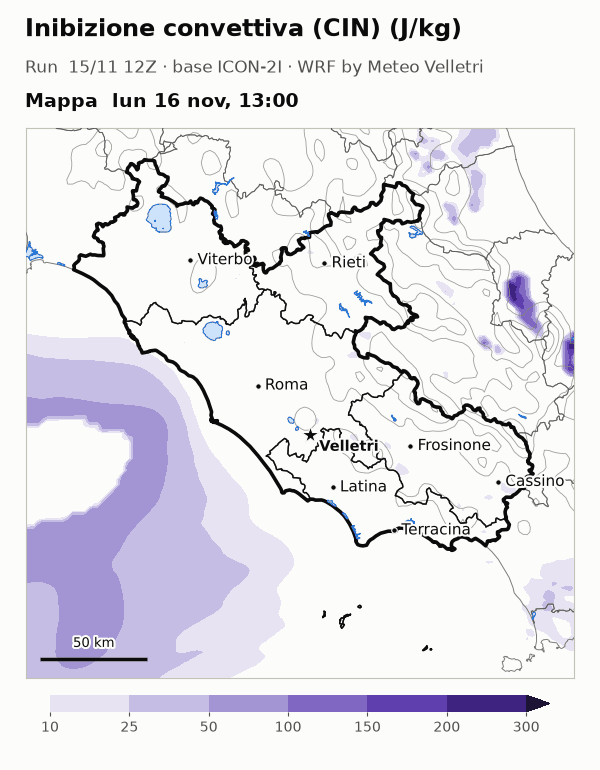 Inibizione convettiva (CIN) (J/kg)
Run 15/11 12Z · base ICON-2I · WRF by Meteo Velletri
Mappa lun 16 nov, 13:00
Viterbo
Rieti
Roma
Velletri
Frosinone
Cassino
Latina
Terracina
50 km
10 25 50 100 150 200 300